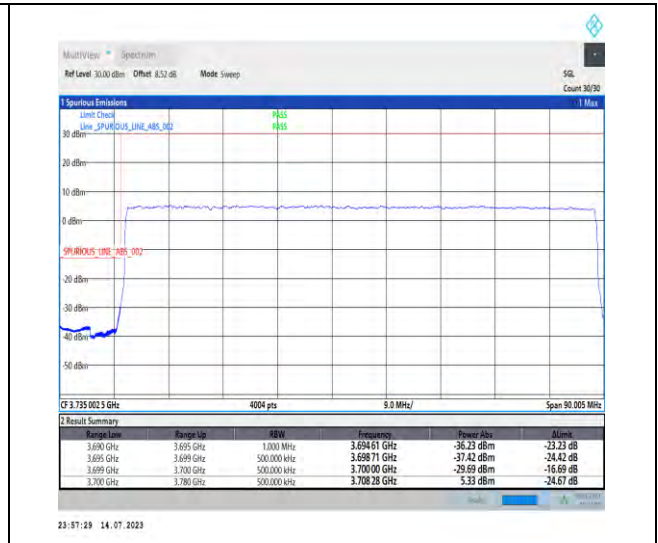 MultiView Spectrum
Ref Level 30.00 dBm Offset 8.52 dB Mode Sweep SGL
Count 30/30
1 Spurious Emissions 1 Max
Limit Check PASS
Line _SPURIOUS_LINE_ABS_002 PASS
30 dBm
20 dBm
10 dBm
0 dBm
SPURIOUS_LINE_ABS_002
-20 dBm
-30 dBm
-40 dBm
-50 dBm
CF 3.735 002 5 GHz 4004 pts 9.0 MHz/ Span 90.005 MHz
2 Result Summary
Range Low Range Up RBW Frequency Power Abs ΔLimit
3.690 GHz 3.695 GHz 1.000 MHz 3.694 61 GHz -36.23 dBm -23.23 dB
3.695 GHz 3.699 GHz 500.000 kHz 3.698 71 GHz -37.42 dBm -24.42 dB
3.699 GHz 3.700 GHz 500.000 kHz 3.700 00 GHz -29.69 dBm -16.69 dB
3.700 GHz 3.780 GHz 500.000 kHz 3.708 28 GHz 5.33 dBm -24.67 dB
23:57:29 14.07.2023